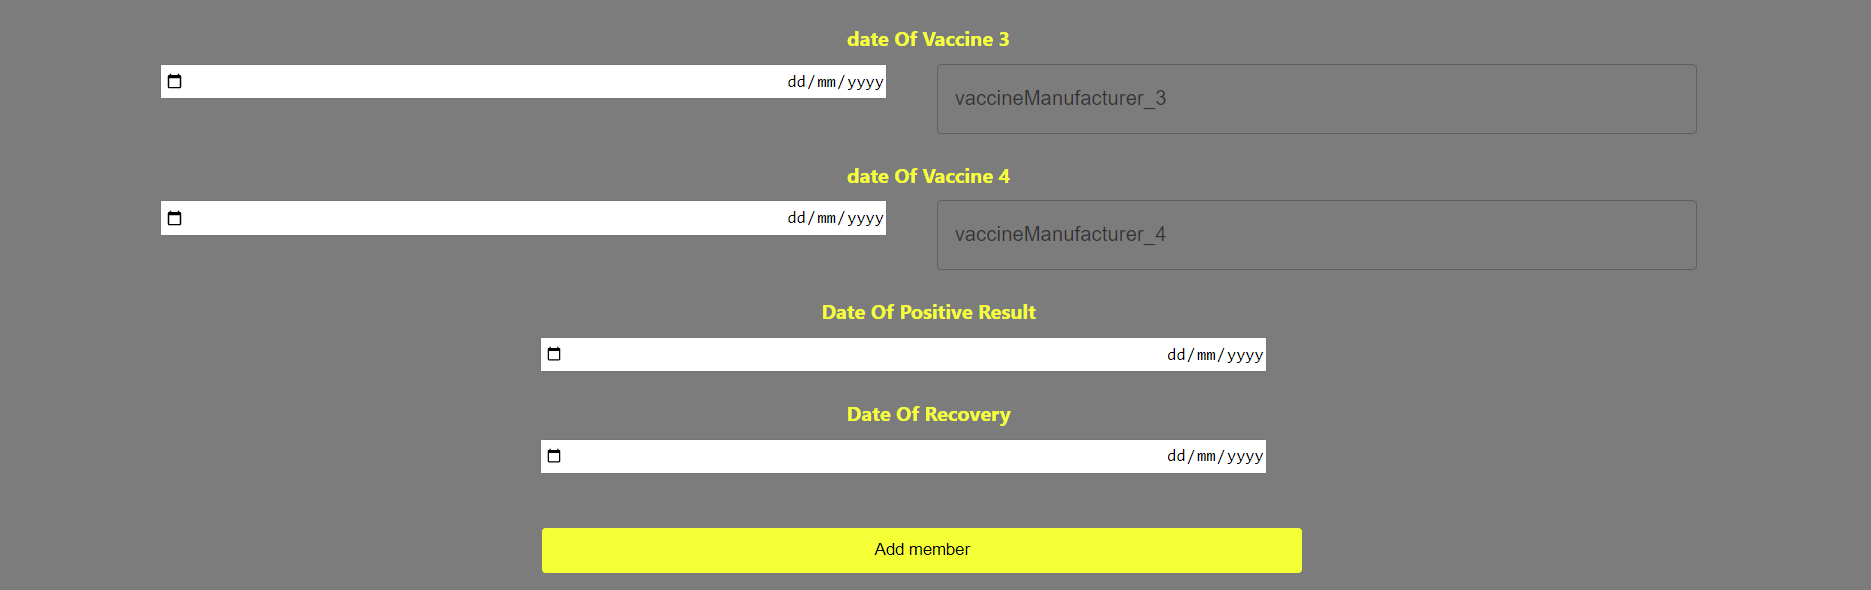 date Of Vaccine 3
dd/mm/yyyy
vaccineManufacturer_3
date Of Vaccine 4
dd/mm/yyyy
vaccineManufacturer_4
Date Of Positive Result
dd/mm/yyyy
Date Of Recovery
dd/mm/yyyy
Add member